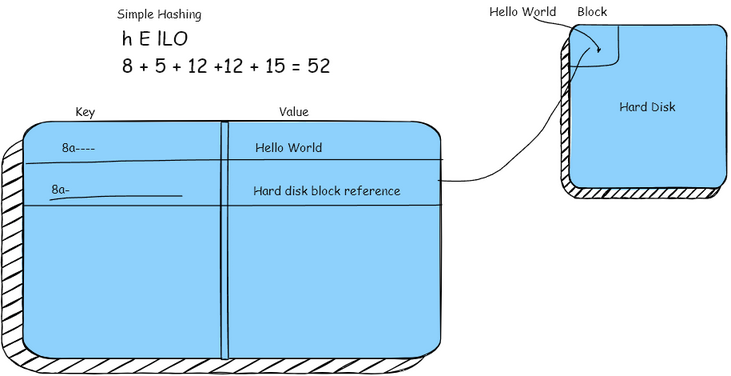 Simple Hashing
h E lLO
8 + 5 + 12 +12 + 15 = 52
Hello World Block
Hard Disk
Key Value
8a---- Hello World
8a- Hard disk block reference